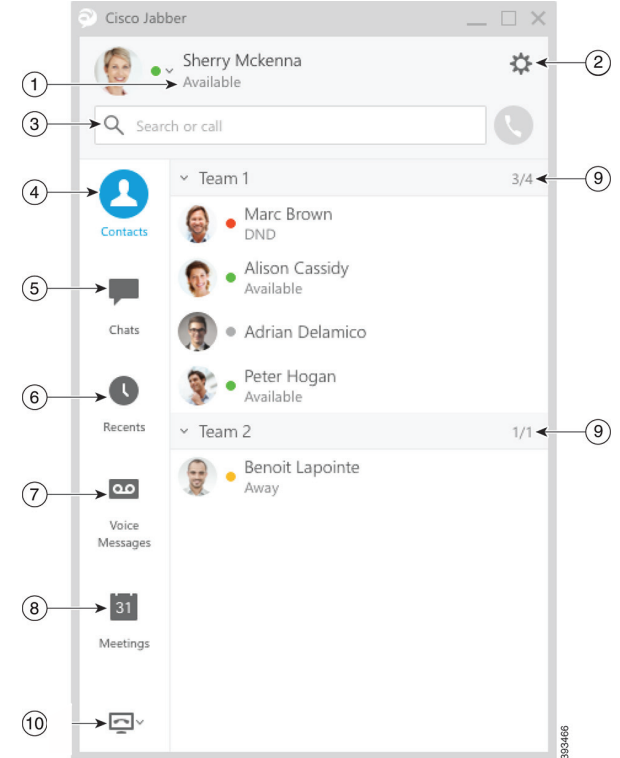 Cisco Jabber
Sherry Mckenna
Available
1
2
3
Search or call
4
Contacts
Team 1
3/4
9
Marc Brown
DND
5
Chats
Alison Cassidy
Available
Adrian Delamico
6
Recents
Peter Hogan
Available
Team 2
1/1
9
7
Voice
Messages
Benoit Lapointe
Away
8
31
Meetings
10
393466